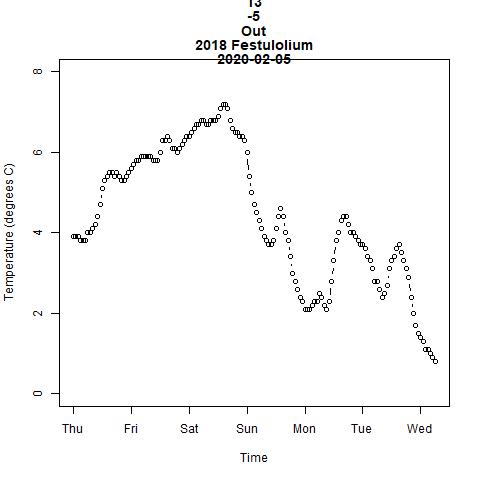 13
-5
Out
2018 Festulolium
2020-02-05
Temperature (degrees C)
8
6
4
2
0
Thu Fri Sat Sun Mon Tue Wed
Time